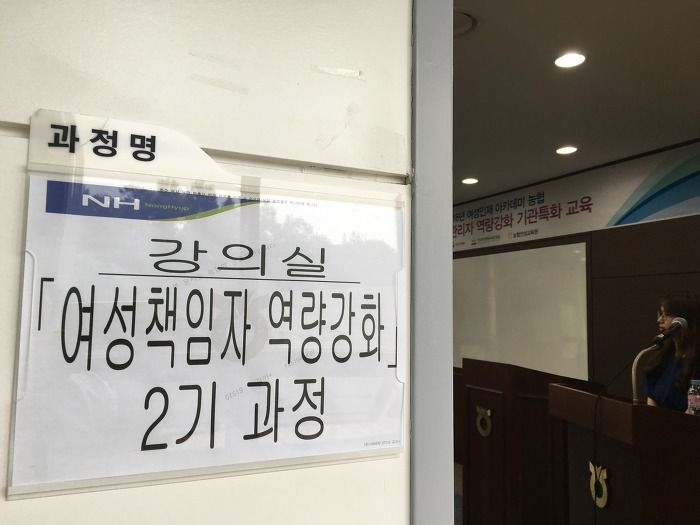 과정명
NH NongHyup
강의실
「여성책임자 역량강화」
2기 과정
6년 여성인재 아카데미 농협
관리자 역량강화 기관특화 교육